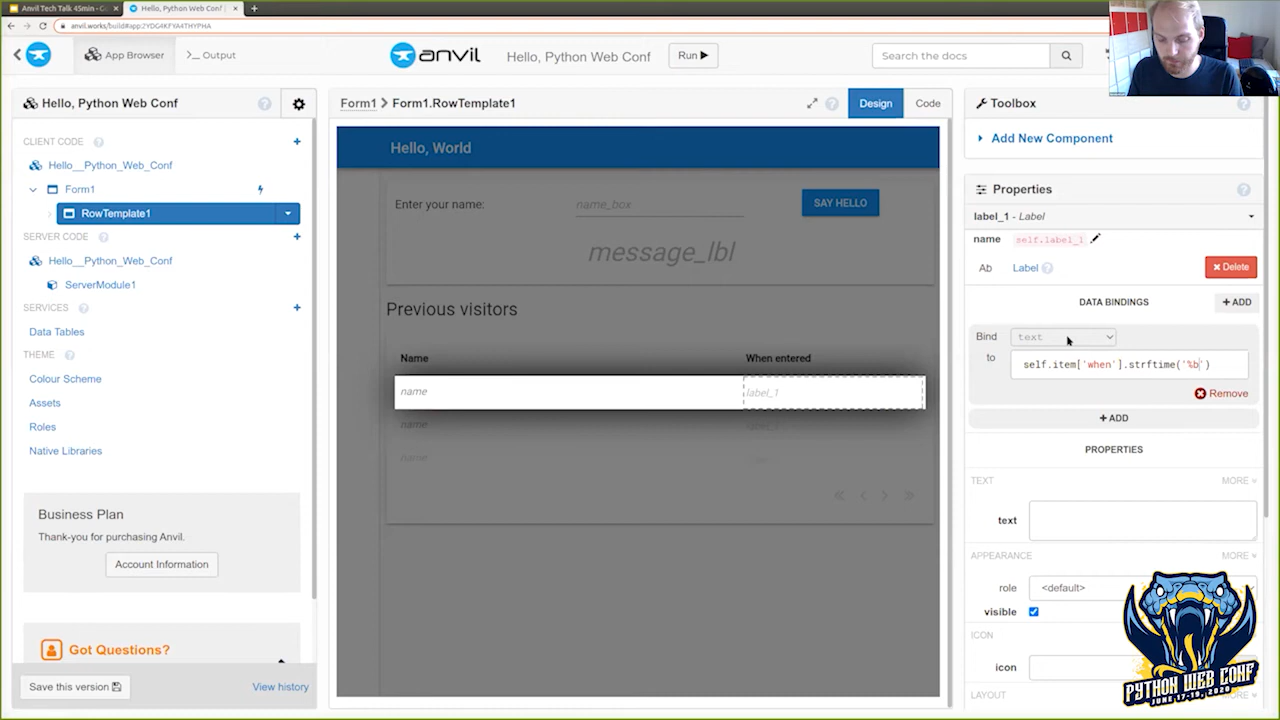 Anvil Tech Talk 45min - G
Hello, Python Web Conf |
anvil.works/build#app:2YDG4KFYA4THYPHA
App Browser
>_ Output
anvil
Hello, Python Web Conf
Run
Search the docs
Hello, Python Web Conf
CLIENT CODE
Hello__Python_Web_Conf
Form1
RowTemplate1
SERVER CODE
Hello__Python_Web_Conf
ServerModule1
SERVICES
Data Tables
THEME
Colour Scheme
Assets
Roles
Native Libraries
Business Plan
Thank-you for purchasing Anvil.
Account Information
Got Questions?
Save this version
View history
Form1 > Form1.RowTemplate1
Design
Code
Hello, World
Enter your name:
name_box
SAY HELLO
message_lbl
Previous visitors
Name
When entered
name
label_1
name
name
Toolbox
Add New Component
Properties
label_1 - Label
name self.label_1
Ab Label
Delete
DATA BINDINGS
+ ADD
Bind text
to self.item['when'].strftime('%b')
Remove
+ ADD
PROPERTIES
TEXT MORE
text
APPEARANCE MORE
role <default>
visible
ICON
icon
LAYOUT
PYTHON WEB CONF
JUNE 17-19, 2020